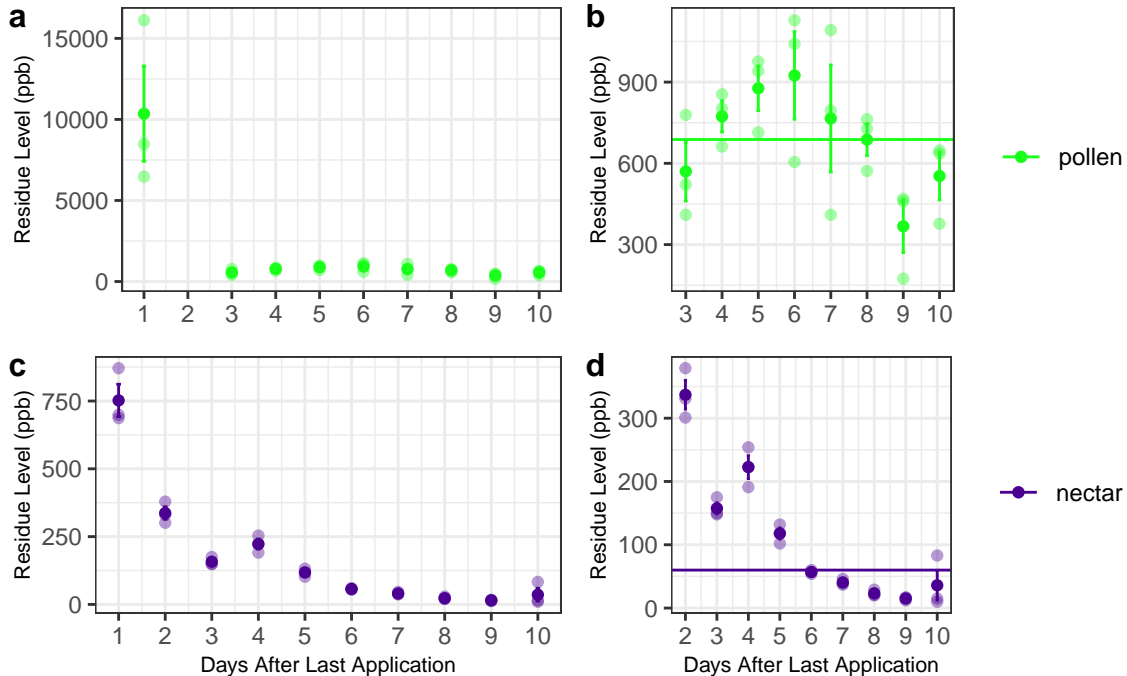 a
Residue Level (ppb)
15000
10000
5000
0
1 2 3 4 5 6 7 8 9 10
b
Residue Level (ppb)
900
600
300
3 4 5 6 7 8 9 10
pollen
c
Residue Level (ppb)
750
500
250
0
1 2 3 4 5 6 7 8 9 10
Days After Last Application
d
Residue Level (ppb)
300
200
100
0
2 3 4 5 6 7 8 9 10
Days After Last Application
nectar